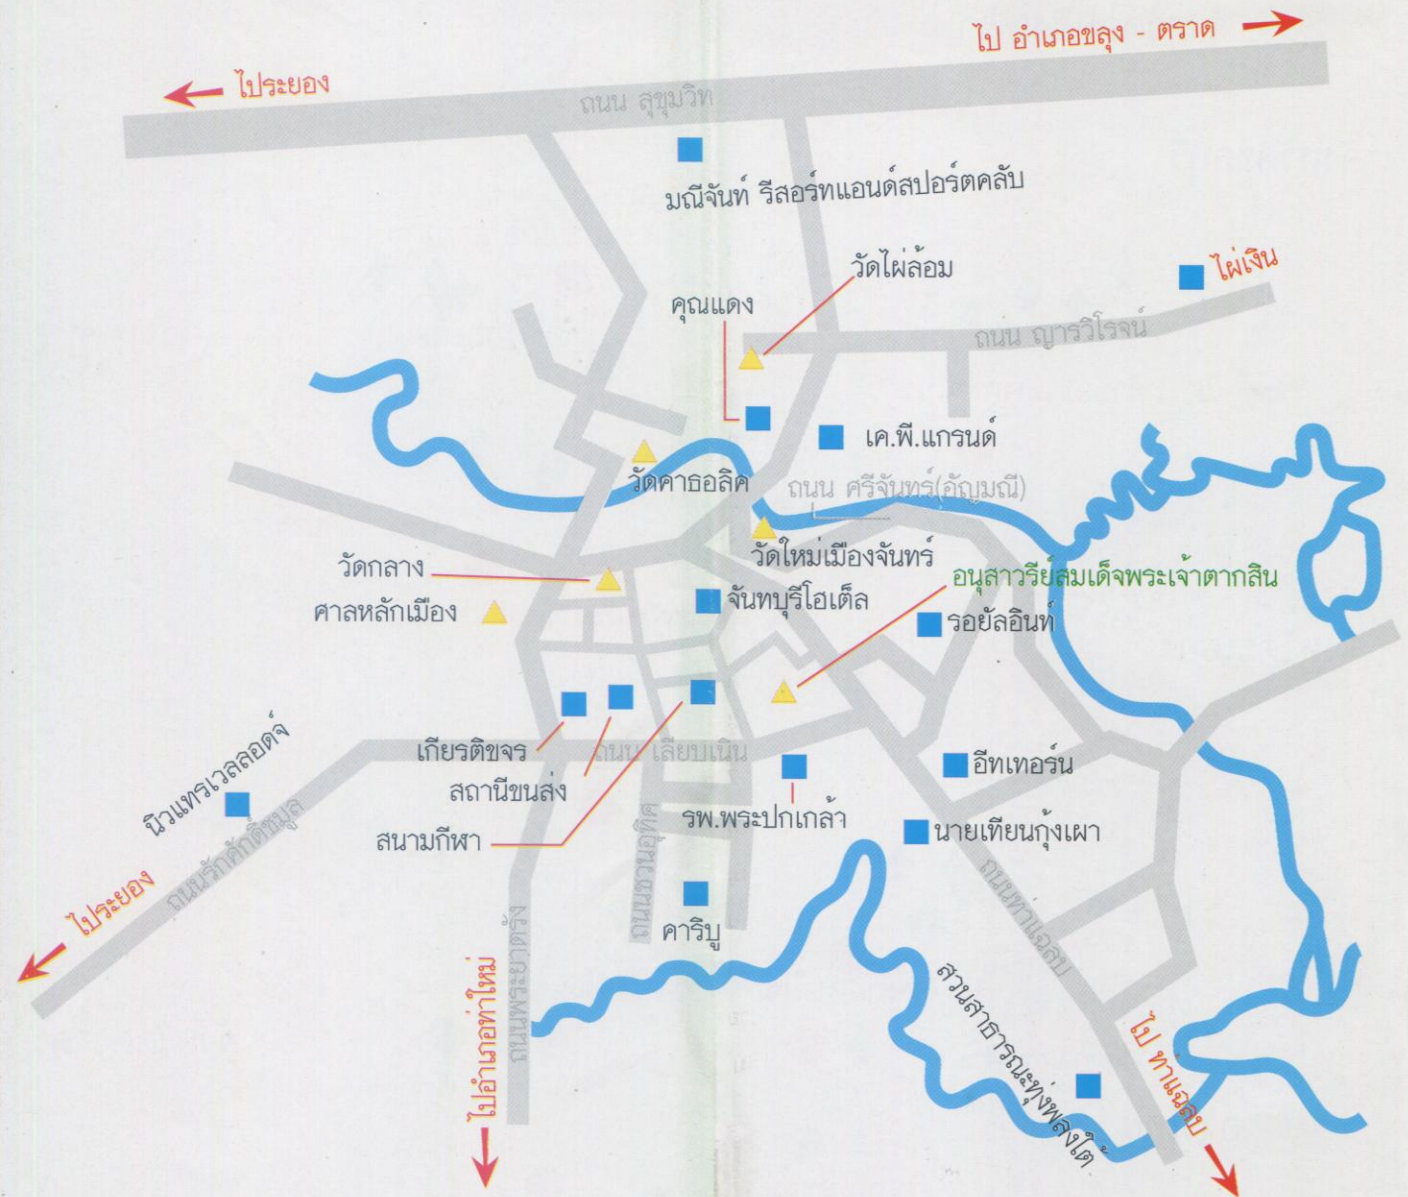 ไป อำเภอขลุง - ตราด
ไประยอง
ถนน สุขุมวิท
มณีจันท์ รีสอร์ทแอนด์สปอร์ตคลับ
วัดไผ่ล้อม
ไผ่เงิน
คุณแดง
ถนน ญารวิโรจน์
เค.พี.แกรนด์
วัดคาธอลิค
ถนน ศรีจันทร์(อัญมณี)
วัดใหม่เมืองจันทร์
วัดกลาง
อนุสาวรีย์สมเด็จพระเจ้าตากสิน
ศาลหลักเมือง
จันทบุรีโฮเต็ล
รอยัลอินท์
นิวแทรเวลลอดจ์
เกียรติขจร
ถนน เลียบเนิน
อีทเทอร์น
สถานีขนส่ง
รพ.พระปกเกล้า
สนามกีฬา
นายเทียนกุ้งเผา
ถนนรักศักดิ์ชมูล
ถนนชวนอุทิศ
ถนนท่าแฉลบ
ไประยอง
คาริบู
ถนนพระยาตรัง
ไปอำเภอท่าใหม่
สวนสาธารณะทุ่งพลงใต้
ไป ท่าแฉลบ